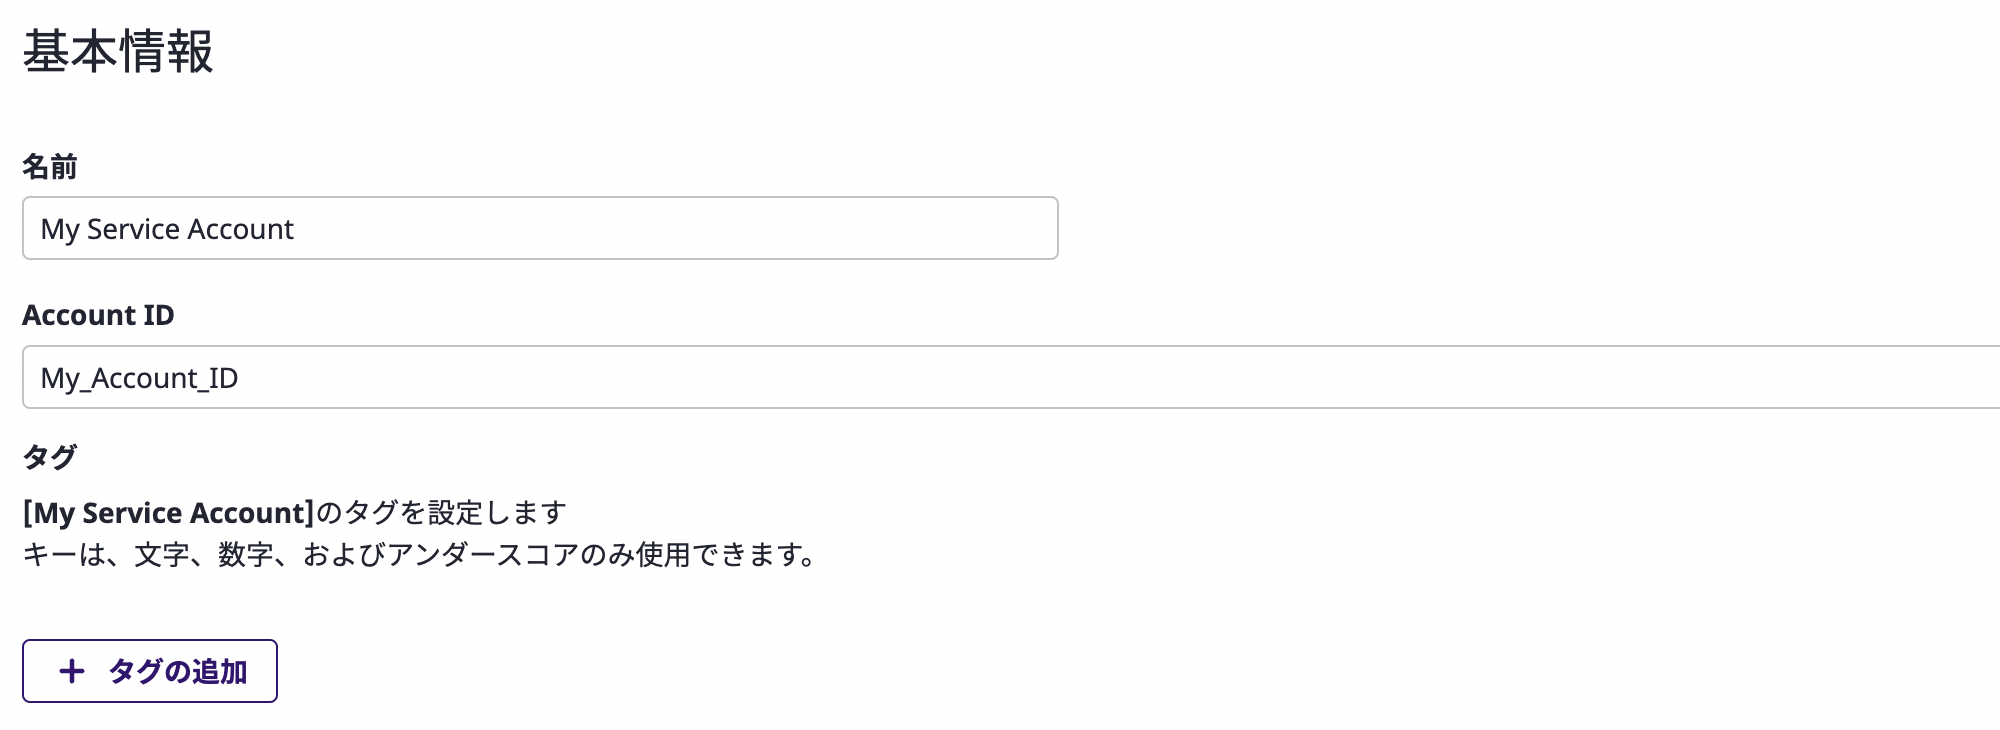 基本情報
名前
My Service Account
Account ID
My_Account_ID
タグ
[My Service Account]のタグを設定します
キーは、文字、数字、およびアンダースコアのみ使用できます。
+ タグの追加